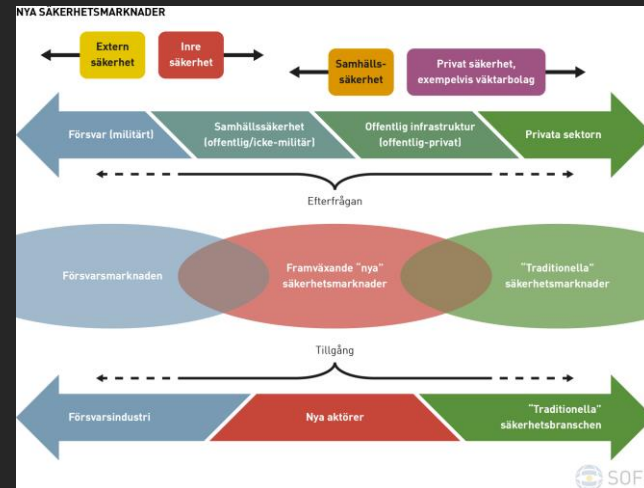 NYA SÄKERHETSMARKNADER
Extern
säkerhet
Inre
säkerhet
Samhälls-
säkerhet
Privat säkerhet,
exempelvis väktarbolag
Försvar (militärt)
Samhällssäkerhet
(offentlig/icke-militär)
Offentlig infrastruktur
(offentlig-privat)
Privata sektorn
Efterfrågan
Försvarsmarknaden
Framväxande "nya"
säkerhetsmarknader
"Traditionella"
säkerhetsmarknader
Tillgång
Försvarsindustri
Nya aktörer
"Traditionella"
säkerhetsbranschen
SOF